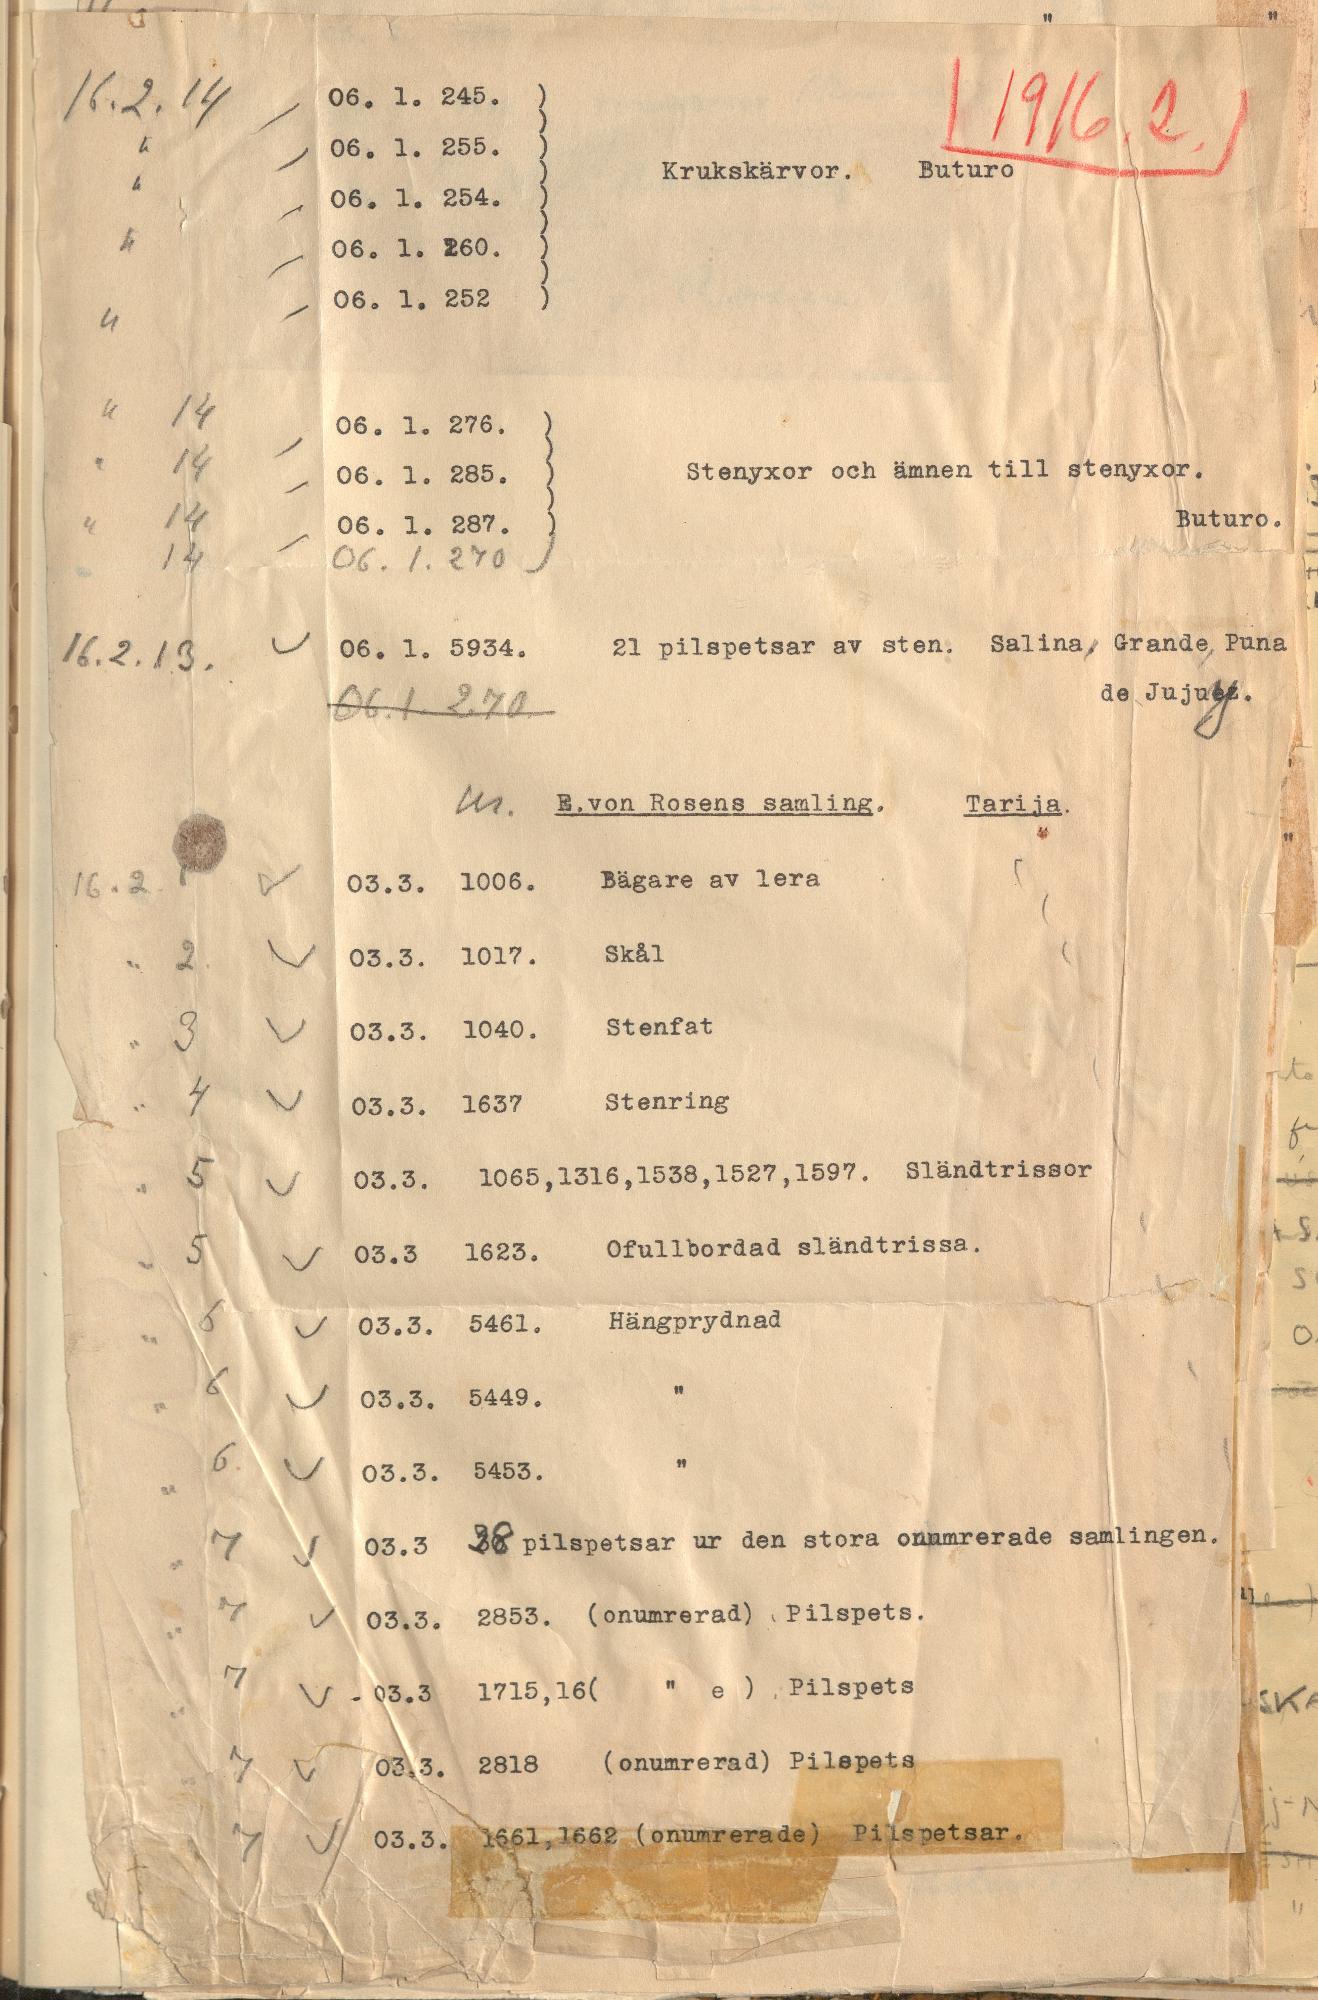 1916.2.
16.2.14 06. 1. 245.
" 06. 1. 255.
Krukskärvor. Buturo
" 06. 1. 254.
" 06. 1. 260.
" 06. 1. 252
" 14 06. 1. 276.
" 14 06. 1. 285. Stenyxor och ämnen till stenyxor.
" 14 06. 1. 287. Buturo.
14 06. 1. 270
16.2.13. 06. 1. 5934. 21 pilspetsar av sten. Salina, Grande, Puna
06.1. 270 de Jujuy.
E.von Rosens samling. Tarija.
16.2. 1 03.3. 1006. Bägare av lera
" 2. 03.3. 1017. Skål
" 3 03.3. 1040. Stenfat
" 4 03.3. 1637 Stenring
" 5 03.3. 1065,1316,1538,1527,1597. Sländtrissor
" 5 03.3 1623. Ofullbordad sländtrissa.
" 6 03.3. 5461. Hängprydnad
" 6 03.3. 5449. "
" 6. 03.3. 5453. "
" 7 03.3 38 pilspetsar ur den stora onumrerade samlingen.
" 7 03.3. 2853. (onumrerad) Pilspets.
" 7 03.3 1715,16( " e ) Pilspets
" 7 03.3. 2818 (onumrerad) Pilspets
7 03.3. 1661,1662 (onumrerade) Pilspetsar.